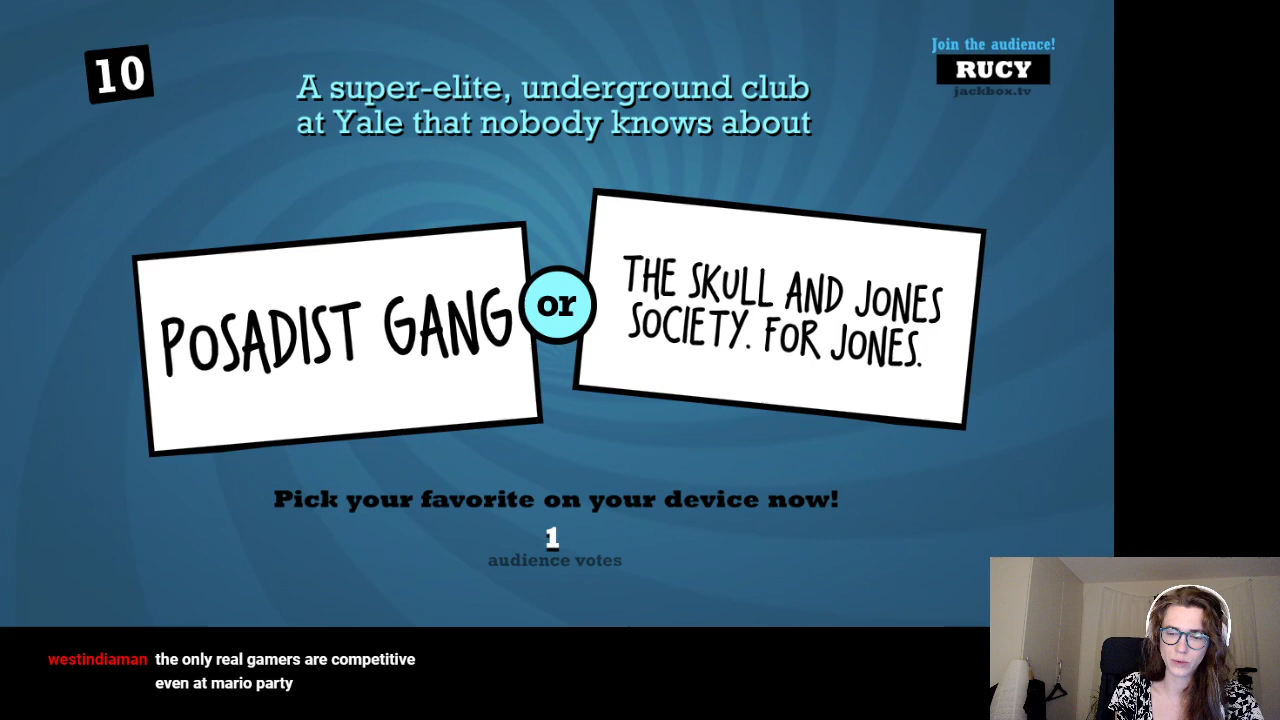 10
Join the audience!
RUCY
jackbox.tv
A super-elite, underground club
at Yale that nobody knows about
POSADIST GANG
or
THE SKULL AND JONES
SOCIETY. FOR JONES.
Pick your favorite on your device now!
1
audience votes
westindiaman the only real gamers are competitive
even at mario party